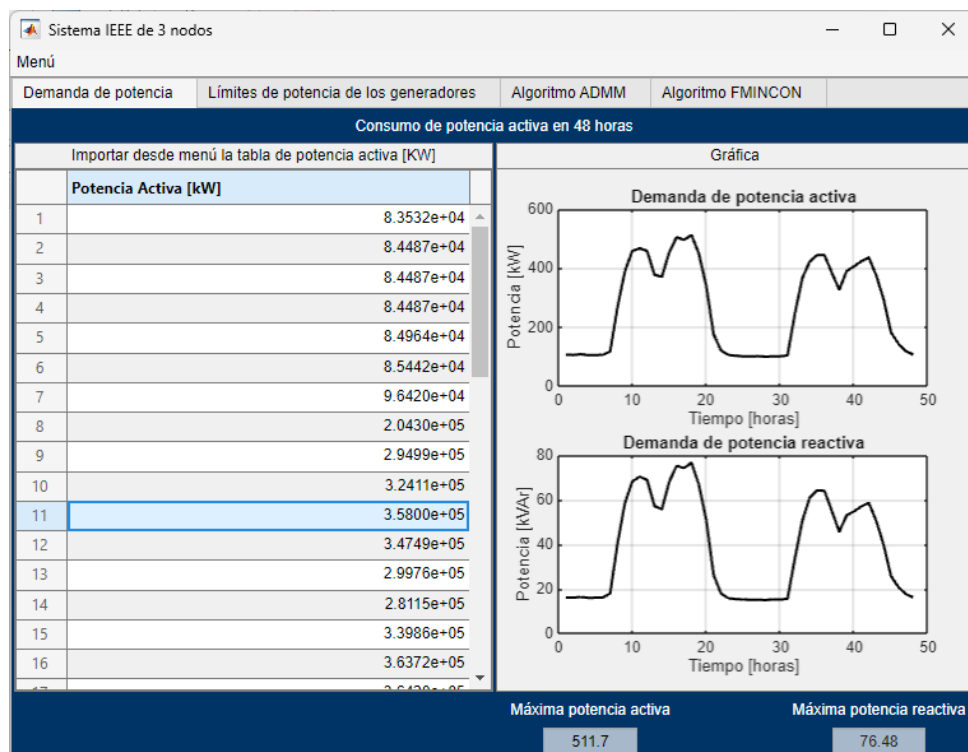 Sistema IEEE de 3 nodos
Menú
Demanda de potencia Límites de potencia de los generadores Algoritmo ADMM Algoritmo FMINCON
Consumo de potencia activa en 48 horas
Importar desde menú la tabla de potencia activa [KW]
Potencia Activa [kW]
1 8.3532e+04
2 8.4487e+04
3 8.4487e+04
4 8.4487e+04
5 8.4964e+04
6 8.5442e+04
7 9.6420e+04
8 2.0430e+05
9 2.9499e+05
10 3.2411e+05
11 3.5800e+05
12 3.4749e+05
13 2.9976e+05
14 2.8115e+05
15 3.3986e+05
16 3.6372e+05
Gráfica
Demanda de potencia activa
Potencia [kW]
600
400
200
0
0 10 20 30 40 50
Tiempo [horas]
Demanda de potencia reactiva
Potencia [kVAr]
80
60
40
20
0
0 10 20 30 40 50
Tiempo [horas]
Máxima potencia activa Máxima potencia reactiva
511.7 76.48